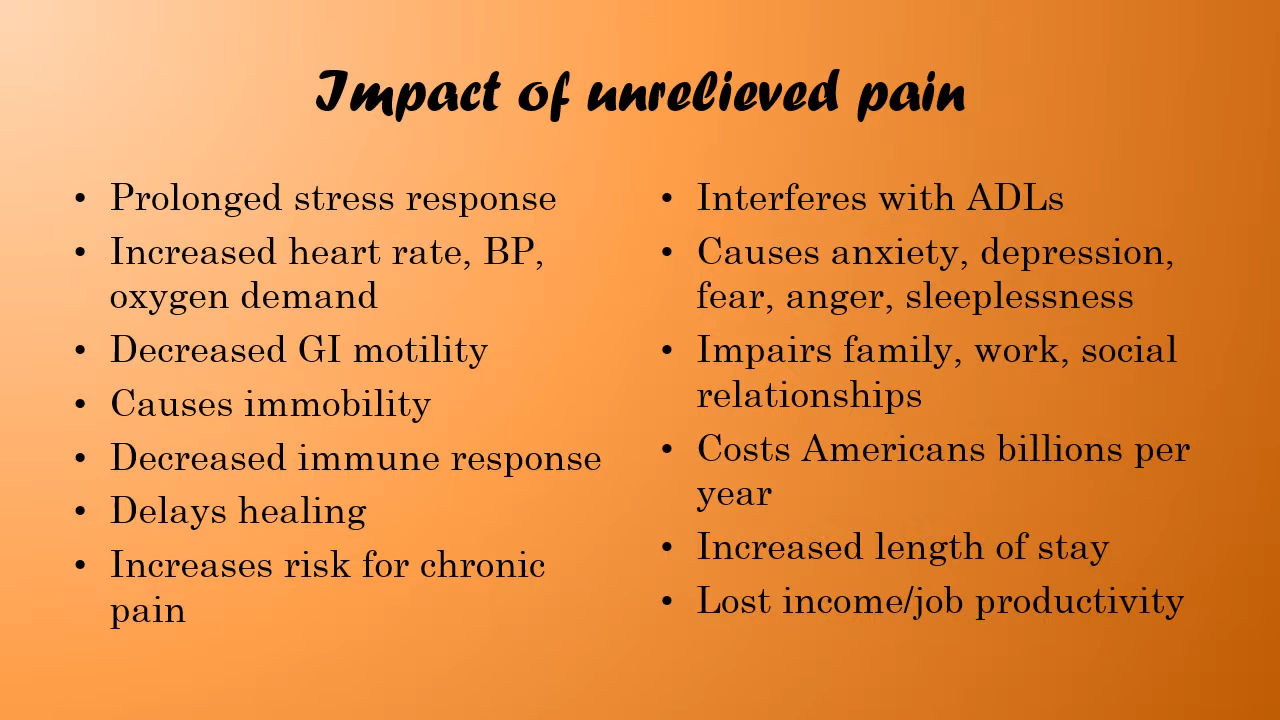 Impact of unrelieved pain
• Prolonged stress response
• Increased heart rate, BP,
oxygen demand
• Decreased GI motility
• Causes immobility
• Decreased immune response
• Delays healing
• Increases risk for chronic
pain
• Interferes with ADLs
• Causes anxiety, depression,
fear, anger, sleeplessness
• Impairs family, work, social
relationships
• Costs Americans billions per
year
• Increased length of stay
• Lost income/job productivity